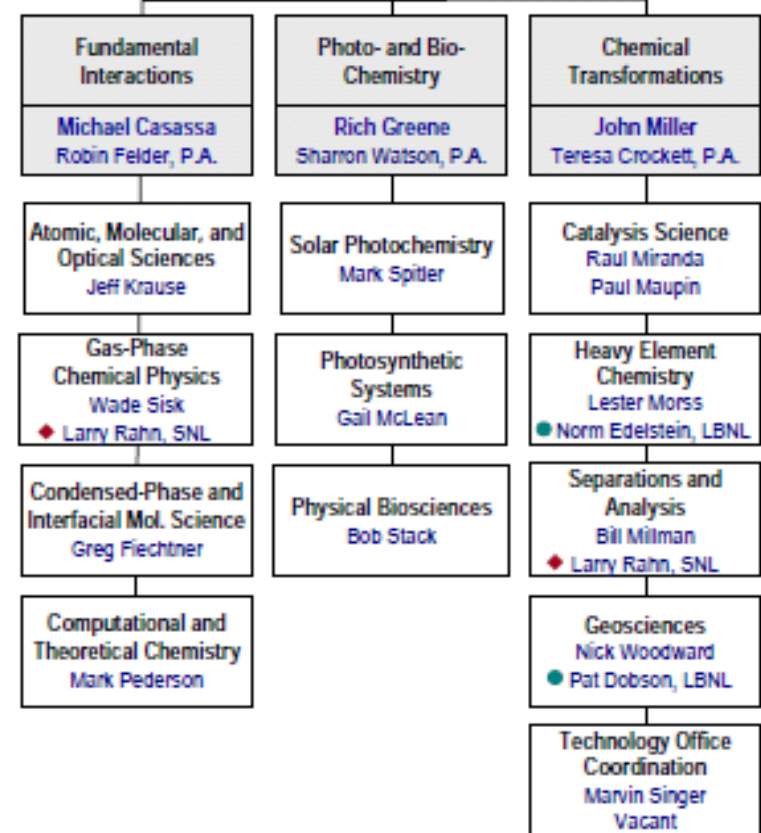 Fundamental
Interactions
Michael Casassa
Robin Felder, P.A.
Atomic, Molecular, and
Optical Sciences
Jeff Krause
Gas-Phase
Chemical Physics
Wade Sisk
Larry Rahn, SNL
Condensed-Phase and
Interfacial Mol. Science
Greg Fiechtner
Computational and
Theoretical Chemistry
Mark Pederson
Photo- and Bio-
Chemistry
Rich Greene
Sharron Watson, P.A.
Solar Photochemistry
Mark Spitler
Photosynthetic
Systems
Gail McLean
Physical Biosciences
Bob Stack
Chemical
Transformations
John Miller
Teresa Crockett, P.A.
Catalysis Science
Raul Miranda
Paul Maupin
Heavy Element
Chemistry
Lester Morss
Norm Edelstein, LBNL
Separations and
Analysis
Bill Millman
Larry Rahn, SNL
Geosciences
Nick Woodward
Pat Dobson, LBNL
Technology Office
Coordination
Marvin Singer
Vacant